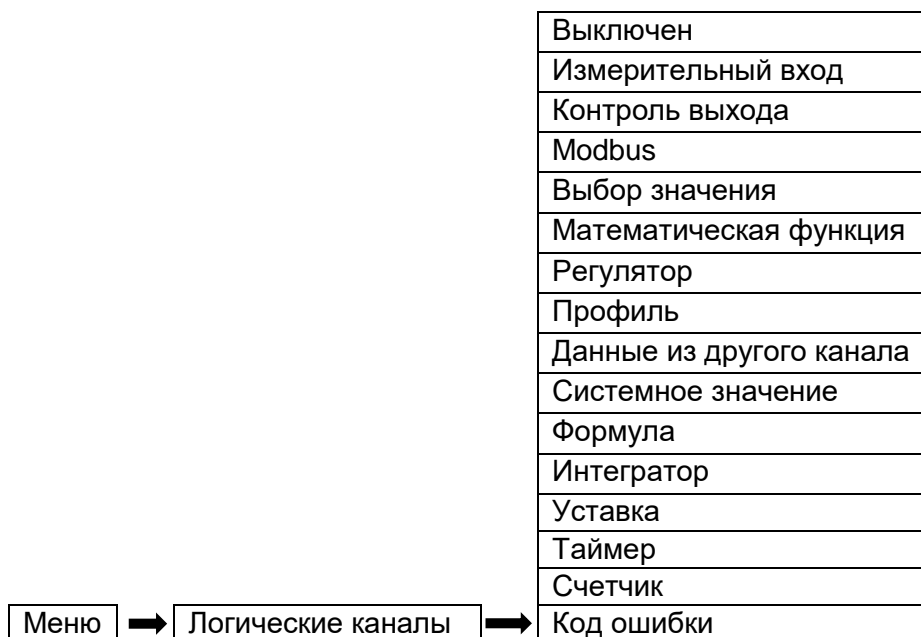 Выключен
Измерительный вход
Контроль выхода
Modbus
Выбор значения
Математическая функция
Регулятор
Профиль
Данные из другого канала
Системное значение
Формула
Интегратор
Уставка
Таймер
Счетчик
Меню Логические каналы Код ошибки